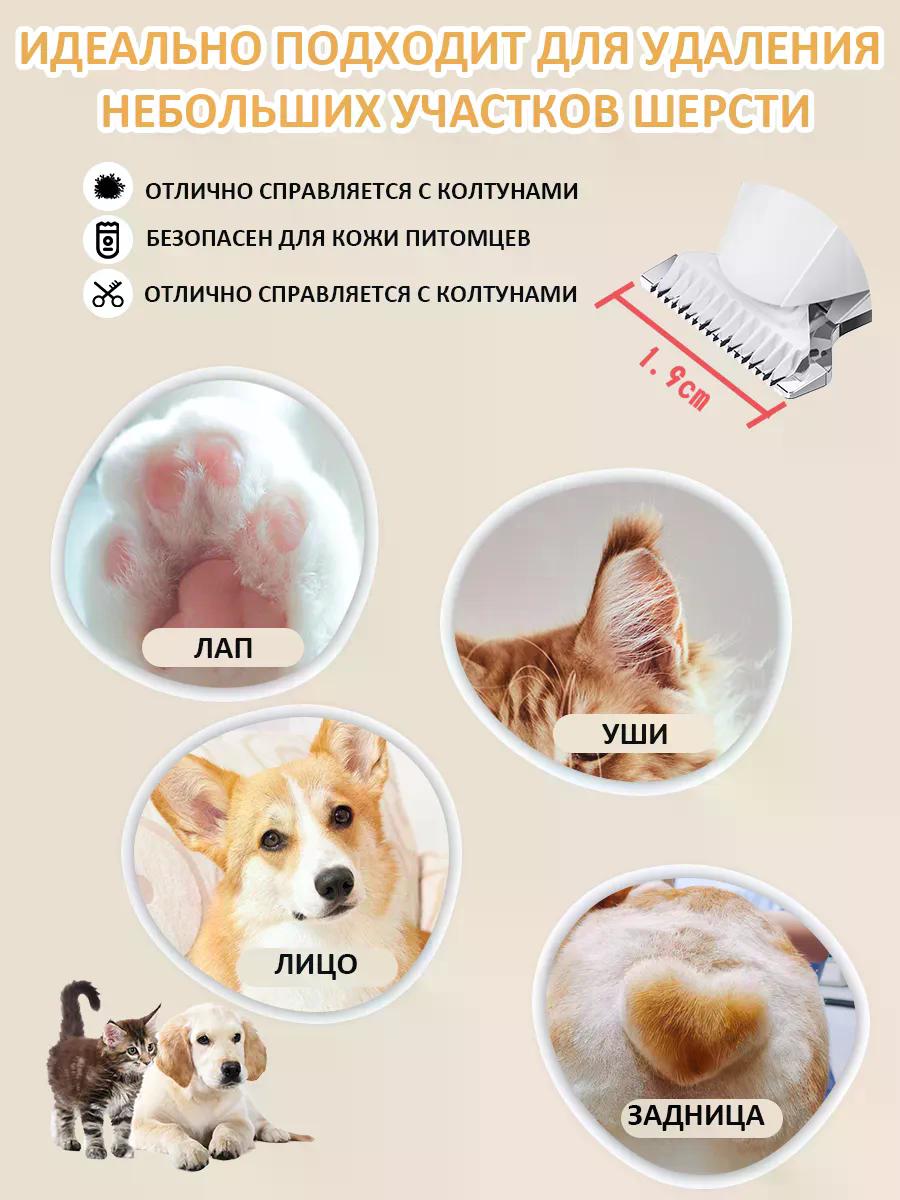 ИДЕАЛЬНО ПОДХОДИТ ДЛЯ УДАЛЕНИЯ
НЕБОЛЬШИХ УЧАСТКОВ ШЕРСТИ
ОТЛИЧНО СПРАВЛЯЕТСЯ С КОЛТУНАМИ
БЕЗОПАСЕН ДЛЯ КОЖИ ПИТОМЦЕВ
ОТЛИЧНО СПРАВЛЯЕТСЯ С КОЛТУНАМИ
1.9cm
ЛАП
УШИ
ЛИЦО
ЗАДНИЦА